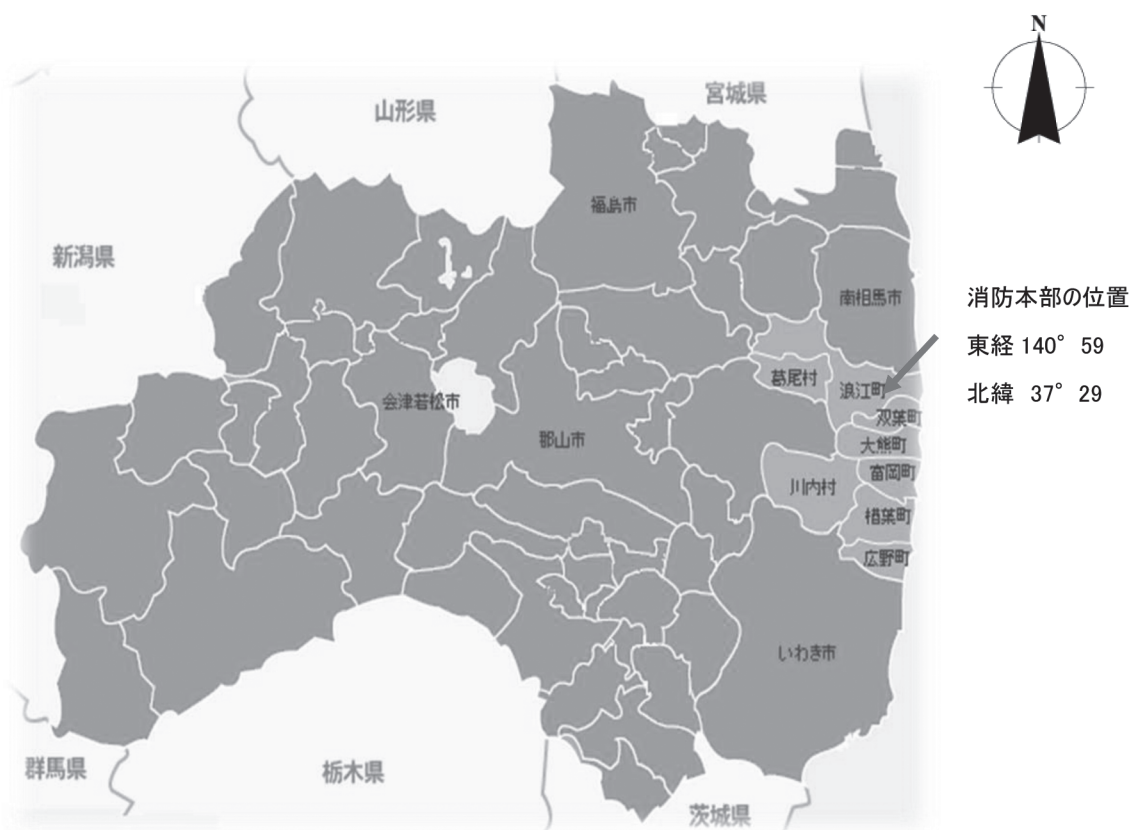 N
宮城県
山形県
福島市
新潟県
南相馬市
消防本部の位置
東経 140° 59
北緯 37° 29
葛尾村
浪江町
会津若松市
双葉町
郡山市
大熊町
富岡町
川内村
楢葉町
広野町
いわき市
群馬県
栃木県
茨城県